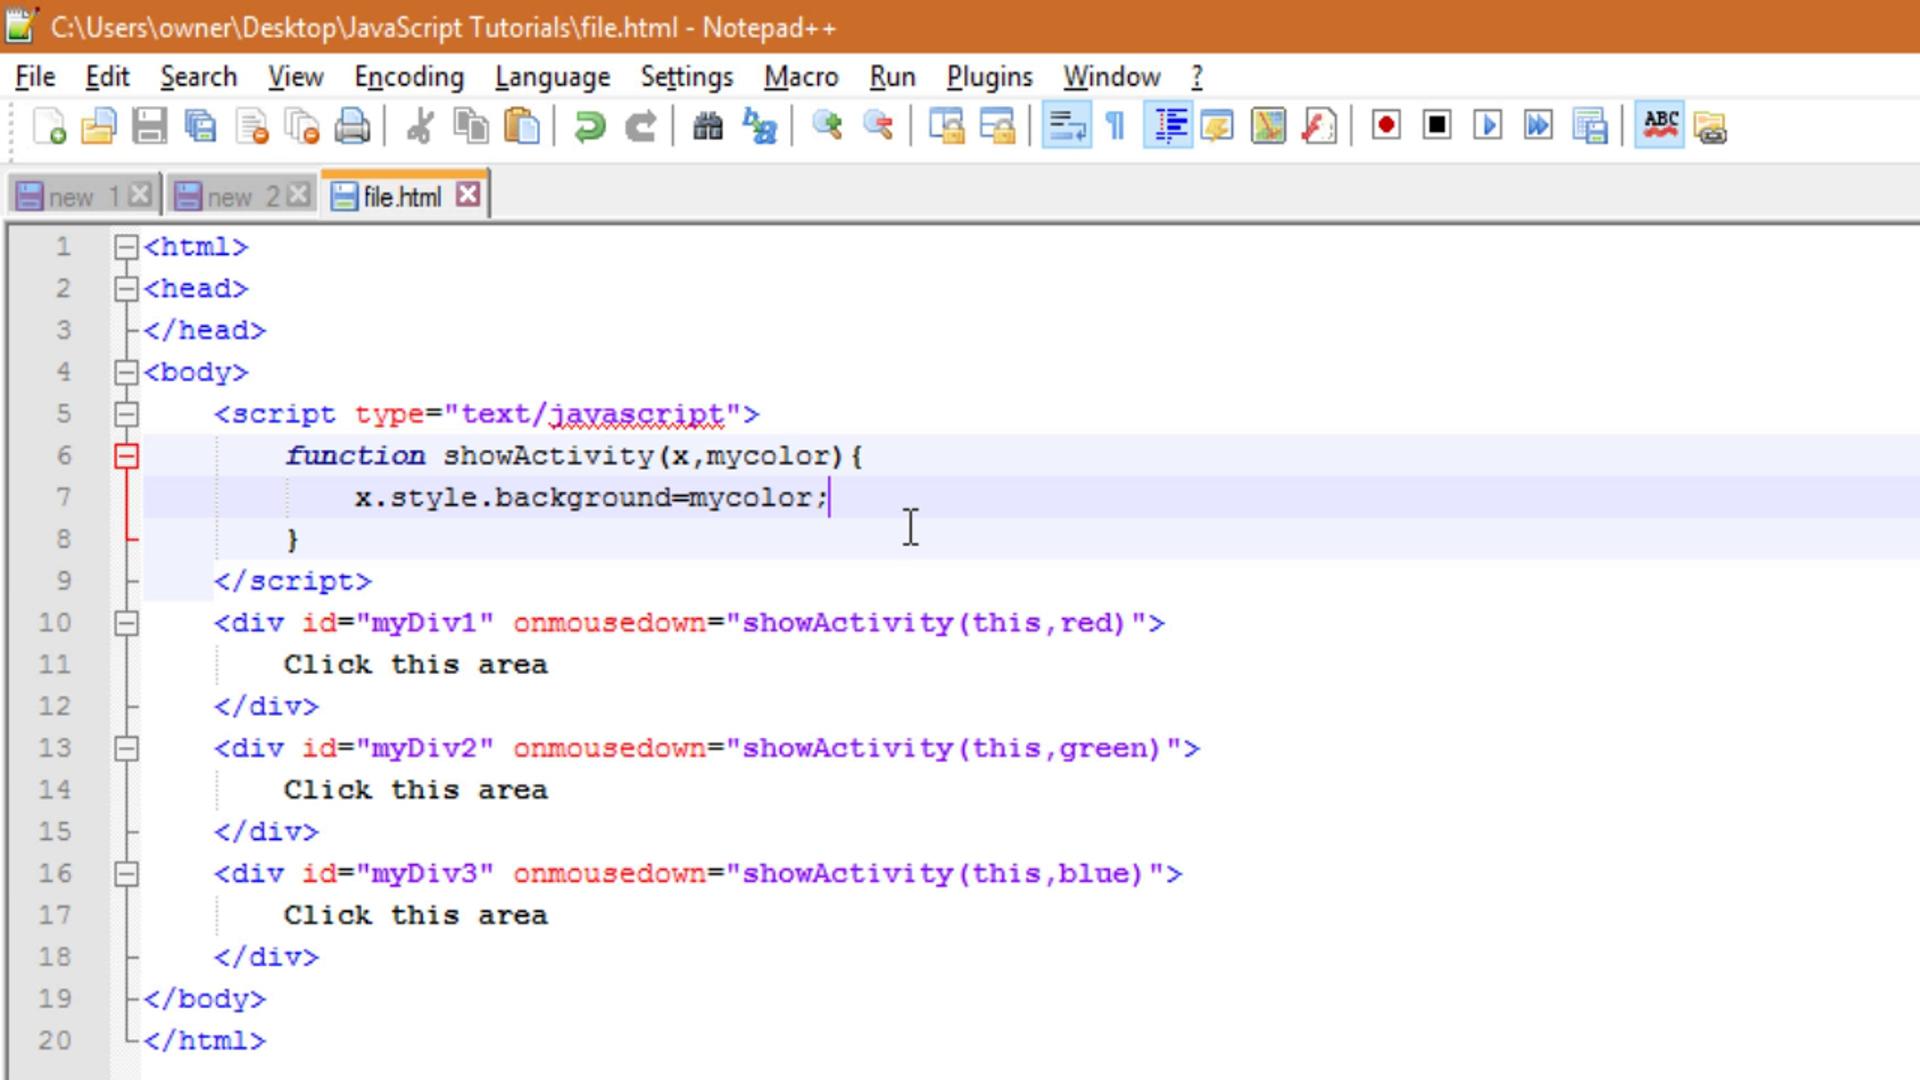 C:\Users\owner\Desktop\JavaScript Tutorials\file.html - Notepad++
File Edit Search View Encoding Language Settings Macro Run Plugins Window ?
ABC
new 1 new 2 file.html
1 <html>
2 <head>
3 </head>
4 <body>
5 <script type="text/javascript">
6 function showActivity(x,mycolor){
7 x.style.background=mycolor;
8 }
9 </script>
10 <div id="myDiv1" onmousedown="showActivity(this,red)">
11 Click this area
12 </div>
13 <div id="myDiv2" onmousedown="showActivity(this,green)">
14 Click this area
15 </div>
16 <div id="myDiv3" onmousedown="showActivity(this,blue)">
17 Click this area
18 </div>
19 </body>
20 </html>